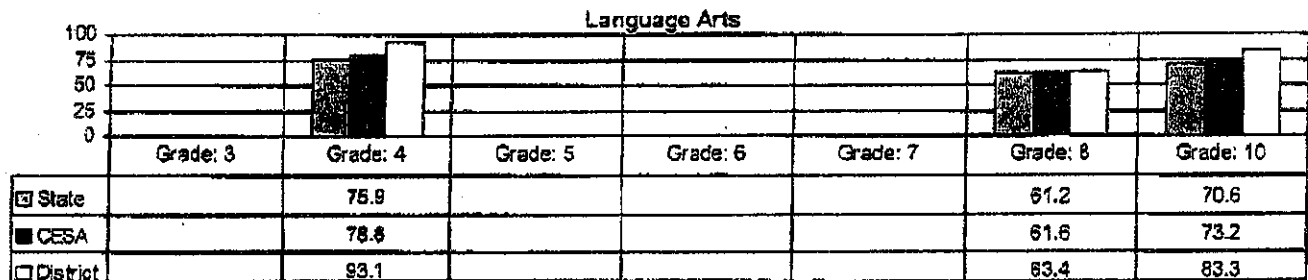 Language Arts
100
75
50
25
0
Grade: 3 Grade: 4 Grade: 5 Grade: 6 Grade: 7 Grade: 8 Grade: 10
State 75.9 61.2 70.6
CESA 78.8 61.6 73.2
District 93.1 63.4 83.3